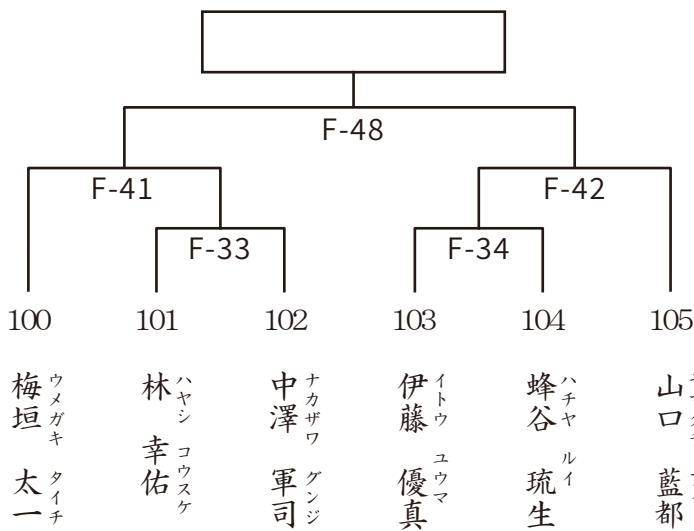 F-48
F-41
F-42
F-33
F-34
100
101
102
103
104
105
梅垣 太一
ウメガキ タイチ
林 幸佑
ハヤシ コウスケ
中澤 軍司
ナカザワ グンジ
伊藤 優真
イトウ ユウマ
蜂谷 琉生
ハチヤ ルイ
山口 藍都